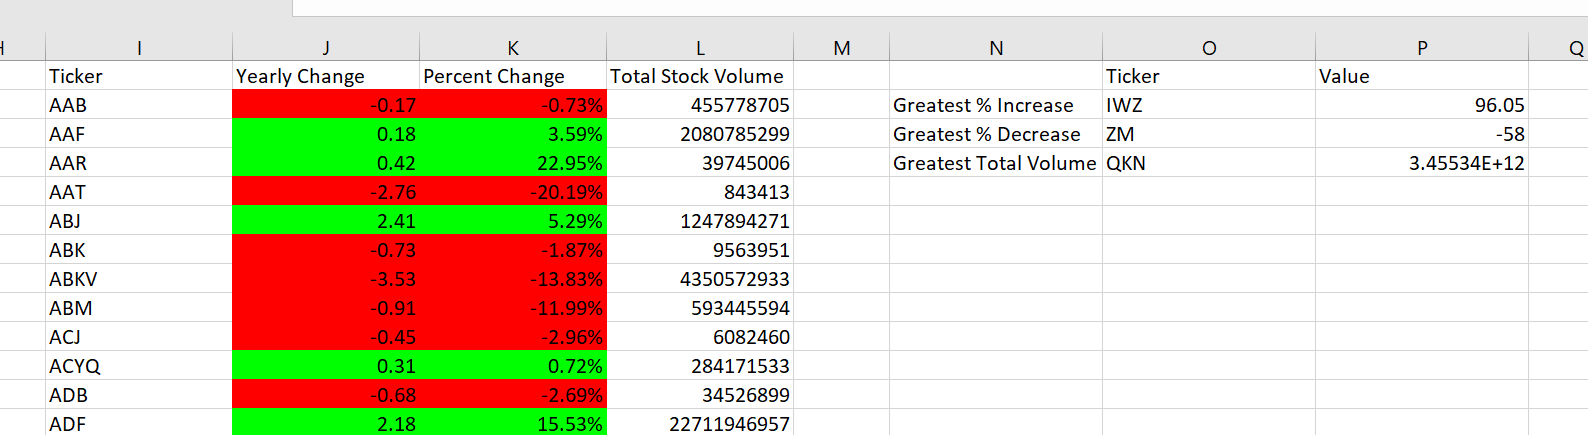 H I J K L M N O P Q
Ticker Yearly Change Percent Change Total Stock Volume Ticker Value
AAB -0.17 -0.73% 455778705 Greatest % Increase IWZ 96.05
AAF 0.18 3.59% 2080785299 Greatest % Decrease ZM -58
AAR 0.42 22.95% 39745006 Greatest Total Volume QKN 3.45534E+12
AAT -2.76 -20.19% 843413
ABJ 2.41 5.29% 1247894271
ABK -0.73 -1.87% 9563951
ABKV -3.53 -13.83% 4350572933
ABM -0.91 -11.99% 593445594
ACJ -0.45 -2.96% 6082460
ACYQ 0.31 0.72% 284171533
ADB -0.68 -2.69% 34526899
ADF 2.18 15.53% 22711946957